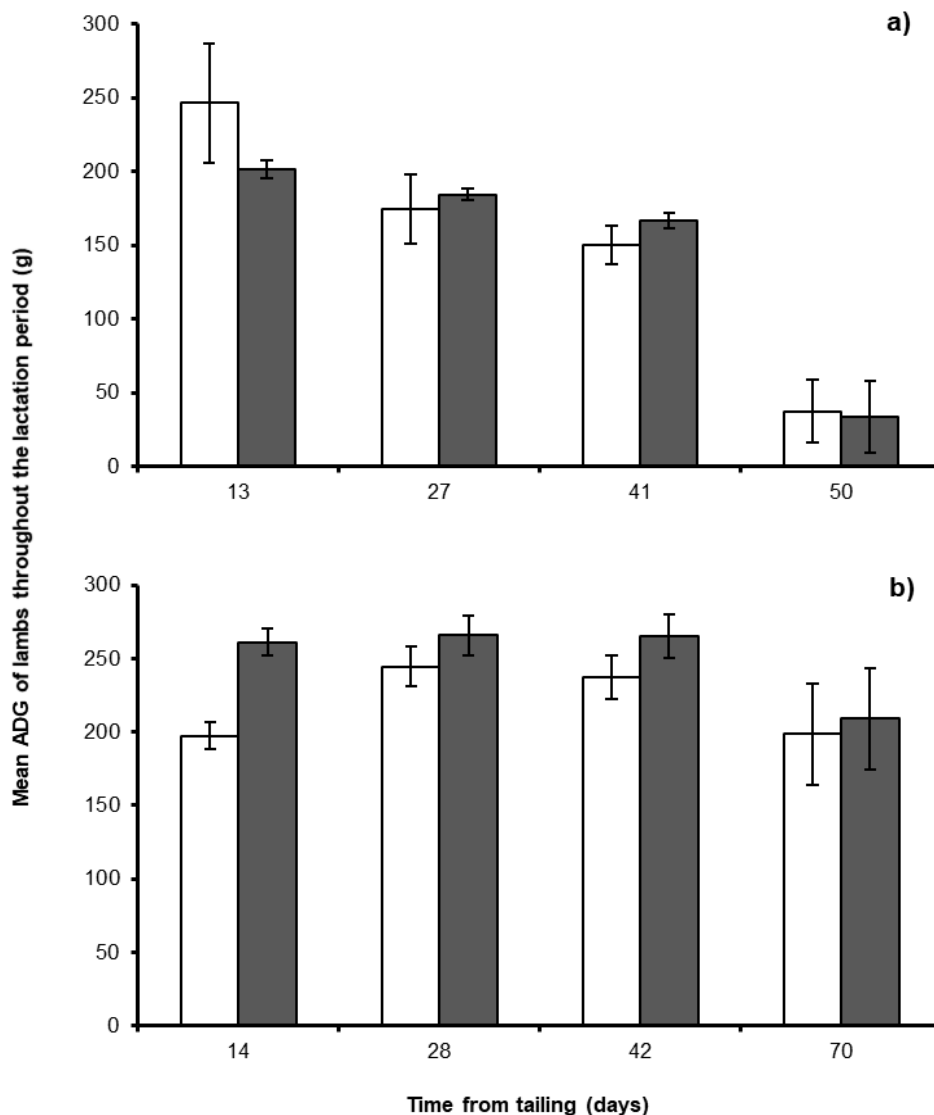 Mean ADG of lambs throughout the lactation period (g)
a)
300
250
200
150
100
50
0
13 27 41 50
b)
300
250
200
150
100
50
0
14 28 42 70
Time from tailing (days)